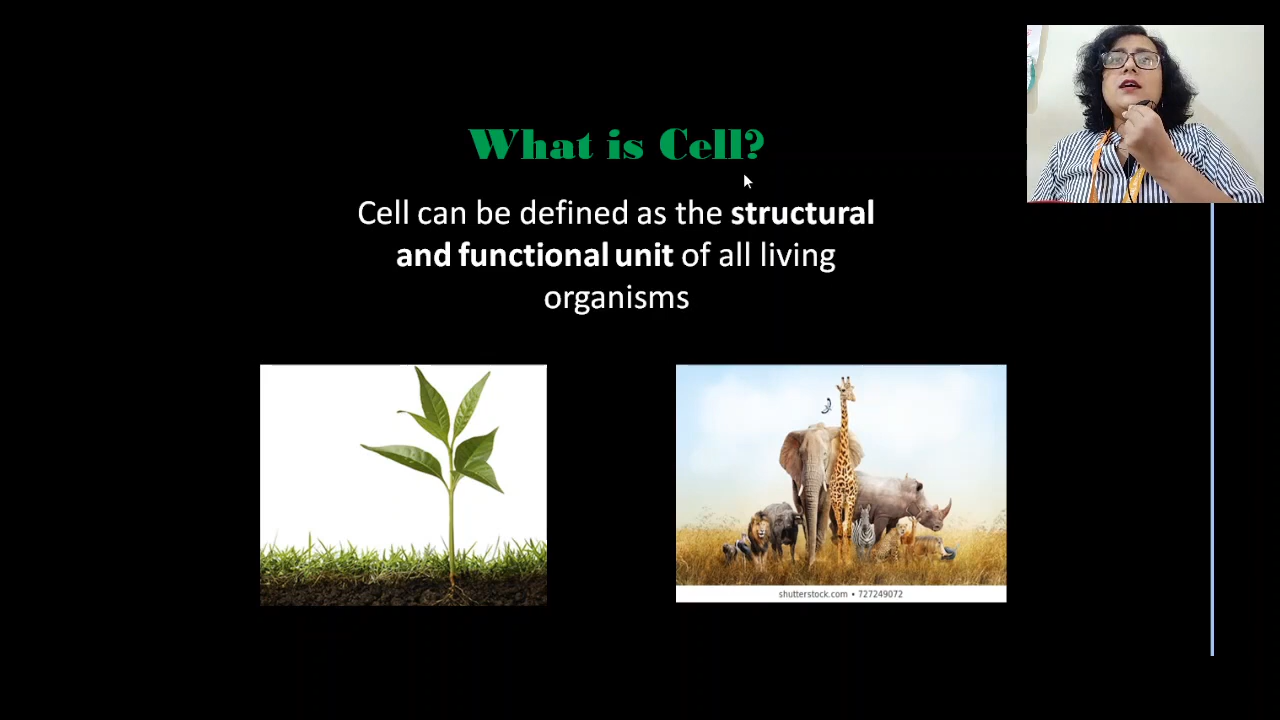 What is Cell?
Cell can be defined as the structural
and functional unit of all living
organisms
shutterstock.com • 727249072